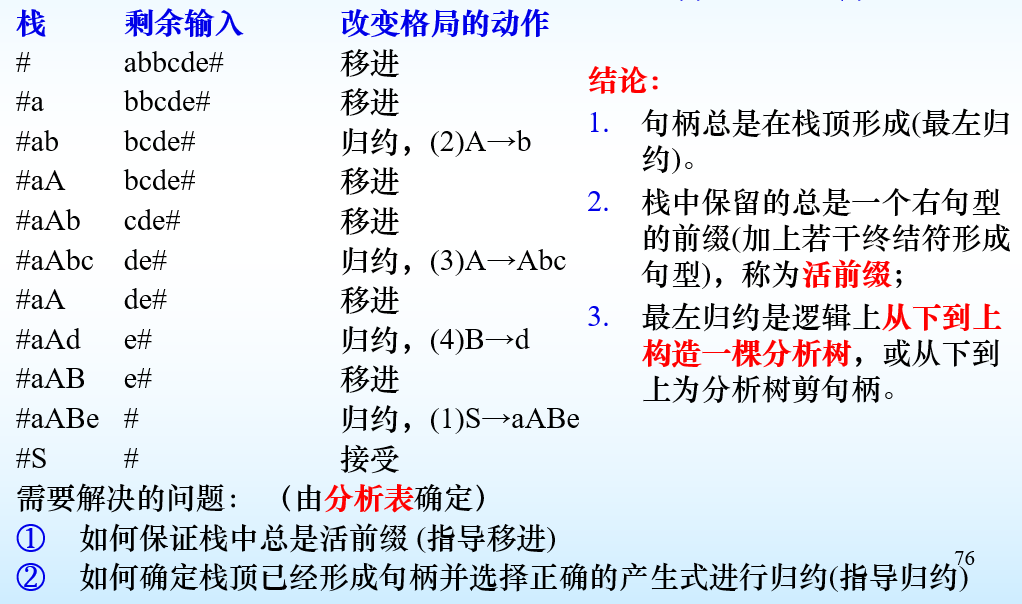 栈 剩余输入 改变格局的动作
# abbcde# 移进
#a bbcde# 移进
#ab bcde# 归约，(2)A→b
#aA bcde# 移进
#aAb cde# 移进
#aAbc de# 归约，(3)A→Abc
#aA de# 移进
#aAd e# 归约，(4)B→d
#aAB e# 移进
#aABe # 归约，(1)S→aABe
#S # 接受
结论：
1. 句柄总是在栈顶形成(最左归
约)。
2. 栈中保留的总是一个右句型
的前缀(加上若干终结符形成
句型)，称为活前缀；
3. 最左归约是逻辑上从下到上
构造一棵分析树，或从下到
上为分析树剪句柄。
需要解决的问题： （由分析表确定）
① 如何保证栈中总是活前缀 (指导移进)
② 如何确定栈顶已经形成句柄并选择正确的产生式进行归约(指导归约)
76